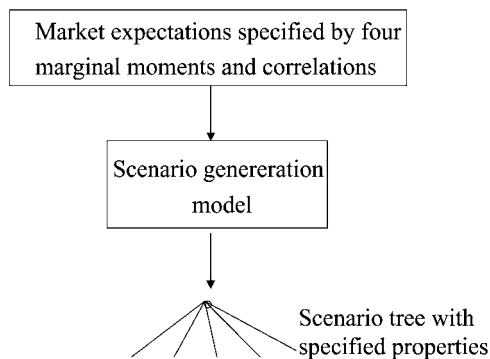 Market expectations specified by four
marginal moments and correlations
Scenario genereration
model
Scenario tree with
specified properties